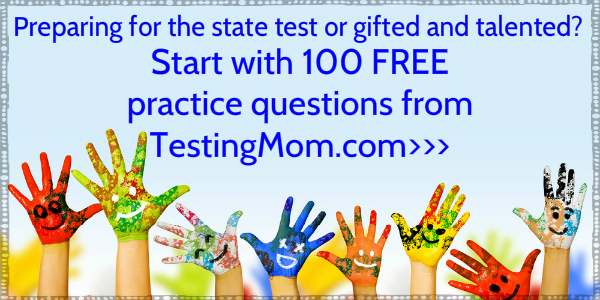 Preparing for the state test or gifted and talented?
Start with 100 FREE
practice questions from
TestingMom.com>>>